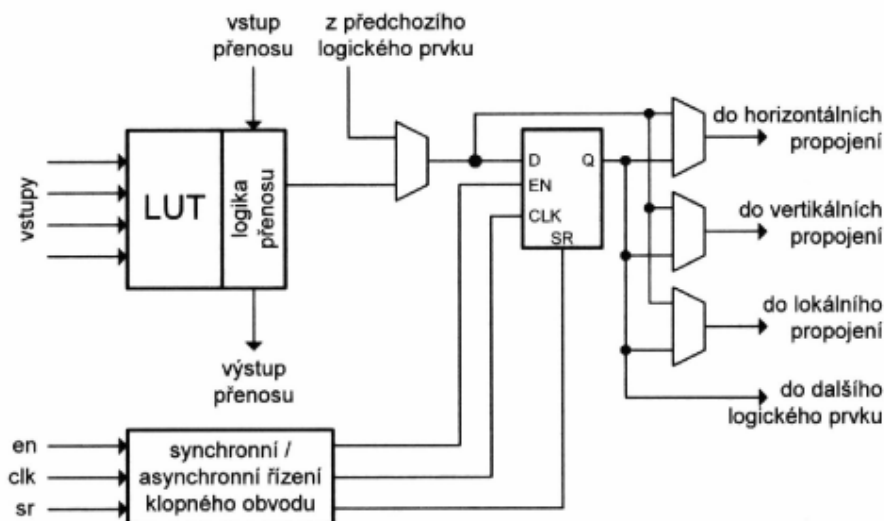 vstup
přenosu
z předchozího
logického prvku
vstupy
LUT
logika
přenosu
D
Q
EN
CLK
SR
do horizontálních
propojení
do vertikálních
propojení
do lokálního
propojení
do dalšího
logického prvku
výstup
přenosu
en
clk
sr
synchronní /
asynchronní řízení
klopného obvodu